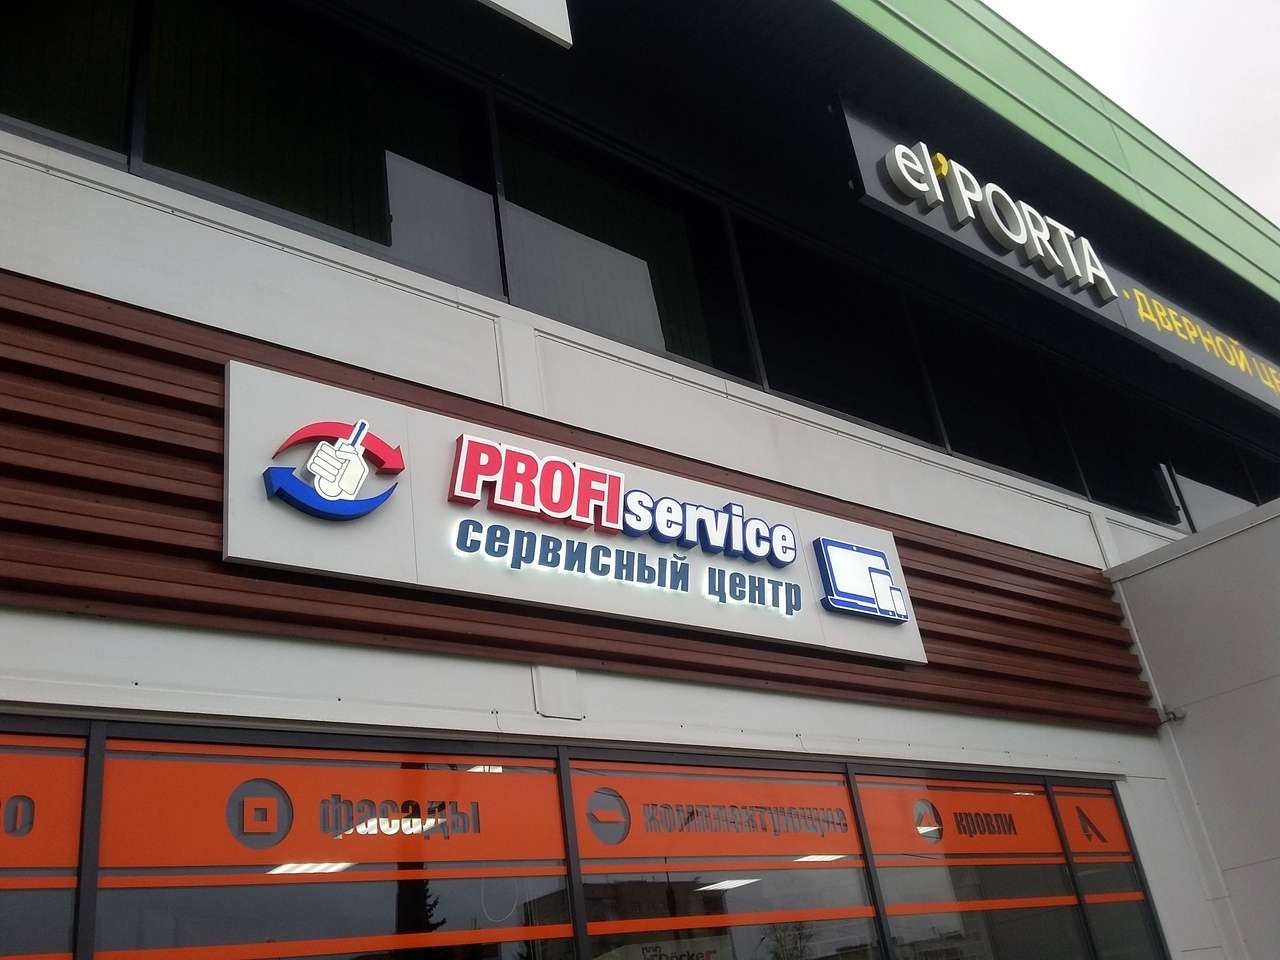 el'PORTA
· ДВЕРНОЙ
PROFIservice
сервисный центр
фасады
комплектующие
кровли